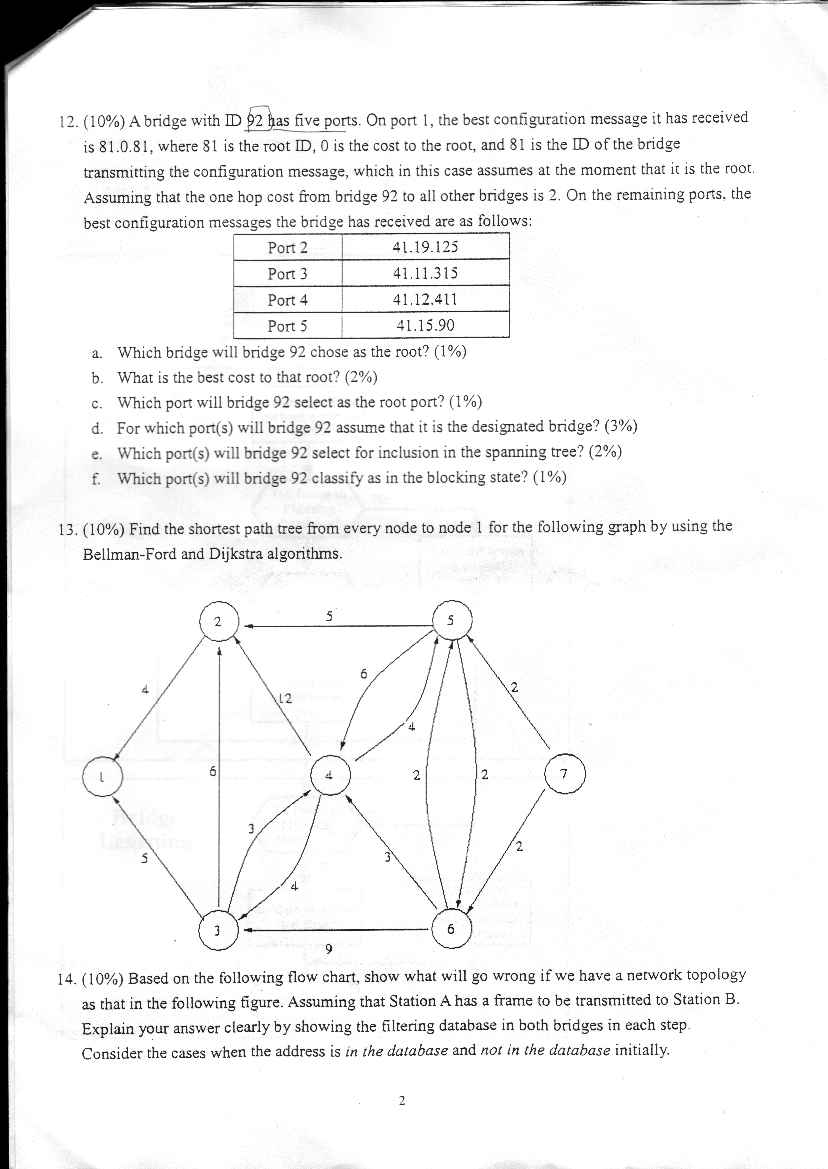 12. (10%) A bridge with ID 92 has five ports. On port 1, the best configuration message it has received
is 81.0.81, where 81 is the root ID, 0 is the cost to the root, and 81 is the ID of the bridge
transmitting the configuration message, which in this case assumes at the moment that it is the root.
Assuming that the one hop cost from bridge 92 to all other bridges is 2. On the remaining ports, the
best configuration messages the bridge has received are as follows:
Port 2 41.19.125
Port 3 41.11.315
Port 4 41.12.411
Port 5 41.15.90
a. Which bridge will bridge 92 chose as the root? (1%)
b. What is the best cost to that root? (2%)
c. Which port will bridge 92 select as the root port? (1%)
d. For which port(s) will bridge 92 assume that it is the designated bridge? (3%)
e. Which port(s) will bridge 92 select for inclusion in the spanning tree? (2%)
f. Which port(s) will bridge 92 classify as in the blocking state? (1%)
13. (10%) Find the shortest path tree from every node to node 1 for the following graph by using the
Bellman-Ford and Dijkstra algorithms.
5
2
5
6
4
12
2
4
1
6
4
2
2
7
3
5
3
2
4
3
6
9
14. (10%) Based on the following flow chart, show what will go wrong if we have a network topology
as that in the following figure. Assuming that Station A has a frame to be transmitted to Station B.
Explain your answer clearly by showing the filtering database in both bridges in each step.
Consider the cases when the address is in the database and not in the database initially.
2